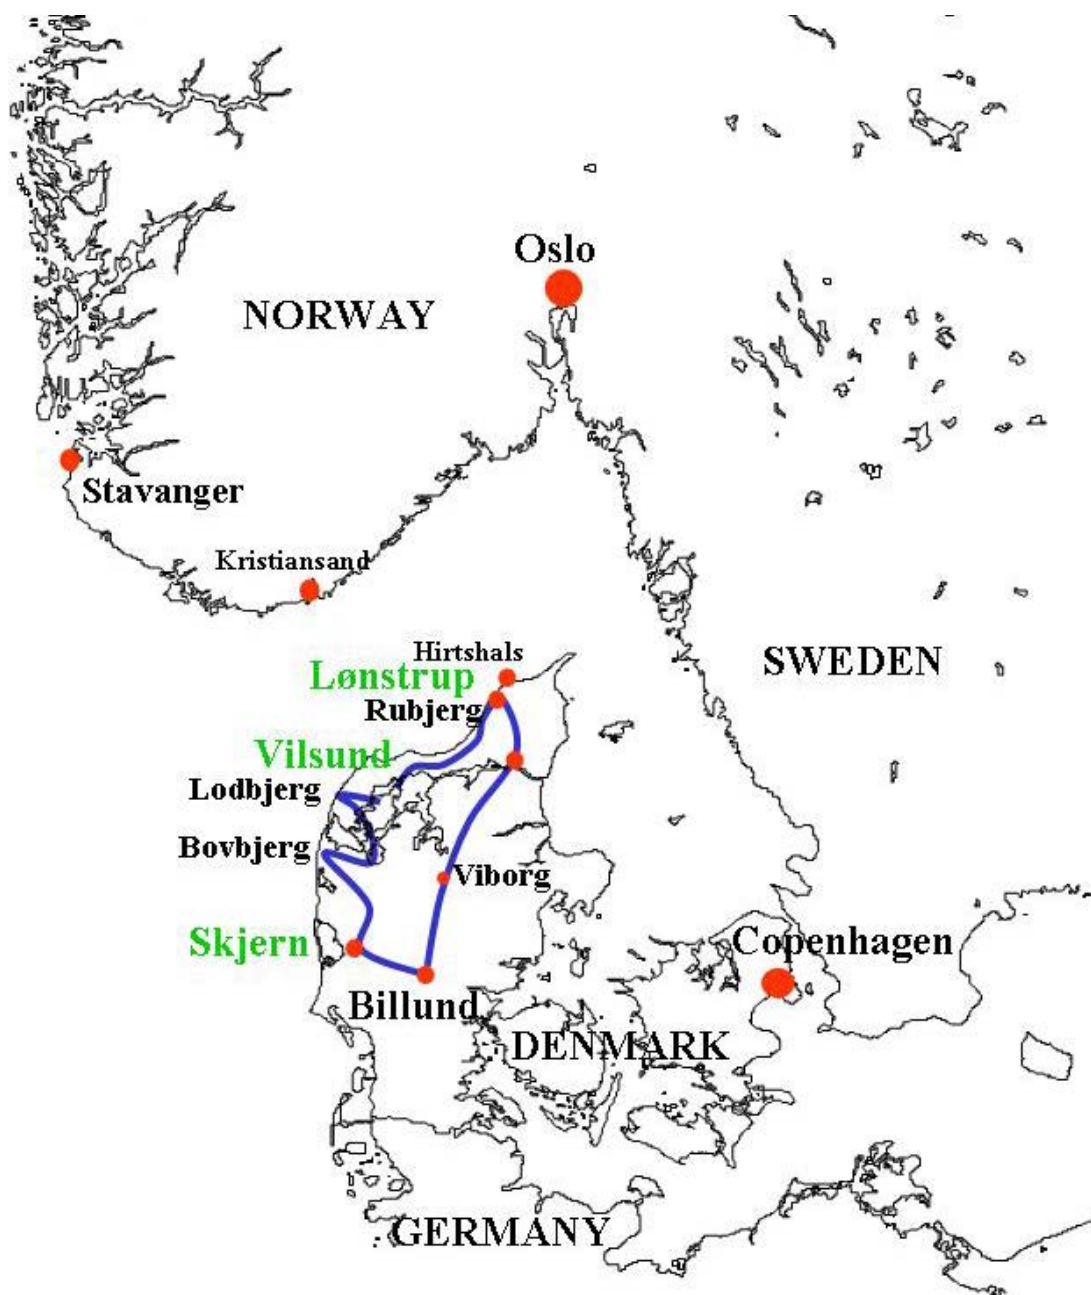 Oslo
NORWAY
Stavanger
Kristiansand
Hirtshals
SWEDEN
Lønstrup
Rubjerg
Vilsund
Lodbjerg
Bovbjerg
Viborg
Skjern
Copenhagen
Billund
DENMARK
GERMANY